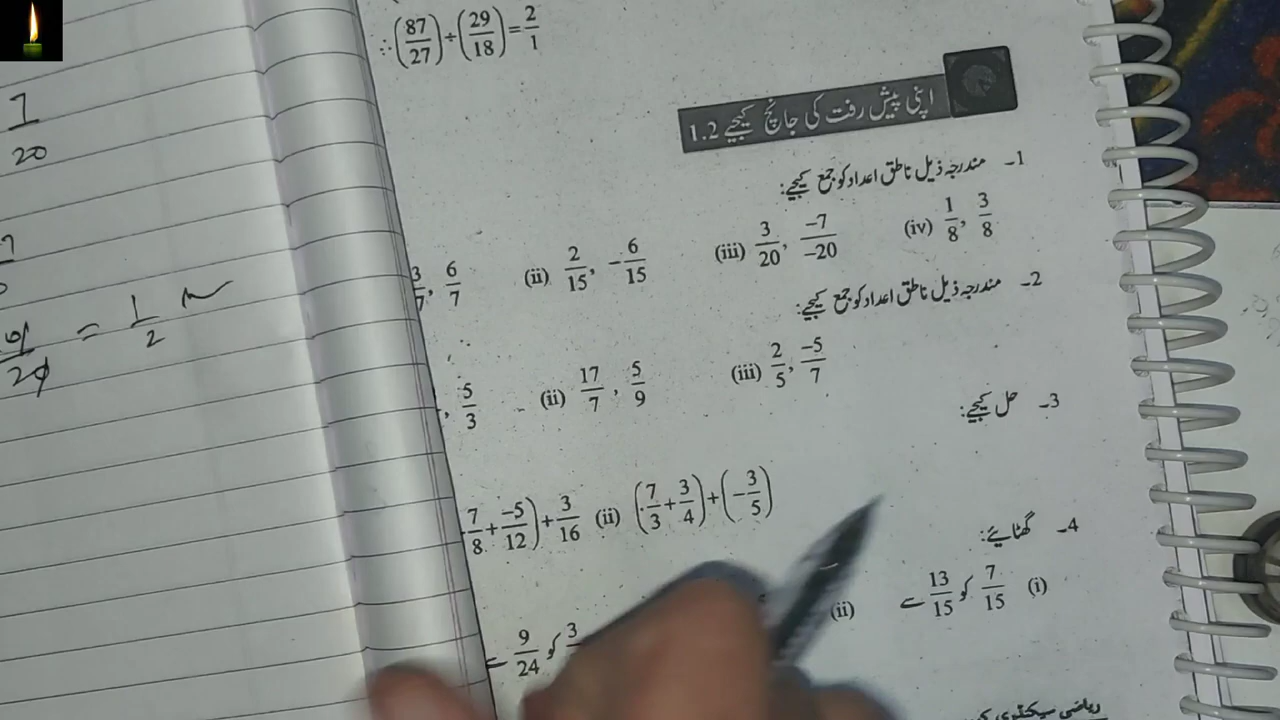 7/20
= 1/2
∴ (87/27) ÷ (29/18) = 2/1
اپنی پیش رفت کی جانچ کیجیے 1.2
1۔ مندرجہ ذیل ناطق اعداد کو جمع کیجیے:
3/7, 6/7 (ii) 2/15, -6/15 (iii) 3/20, -7/-20 (iv) 1/8, 3/8
2۔ مندرجہ ذیل ناطق اعداد کو جمع کیجیے:
, 5/3 (ii) 17/7, 5/9 (iii) 2/5, -5/7
3۔ حل کیجیے:
7/8 + -5/12) + 3/16 (ii) (7/3 + 3/4) + (-3/5)
4۔ گھٹایئے:
(i) 7/15 کو 13/15 سے (ii)
کو 9/24
ریاضی